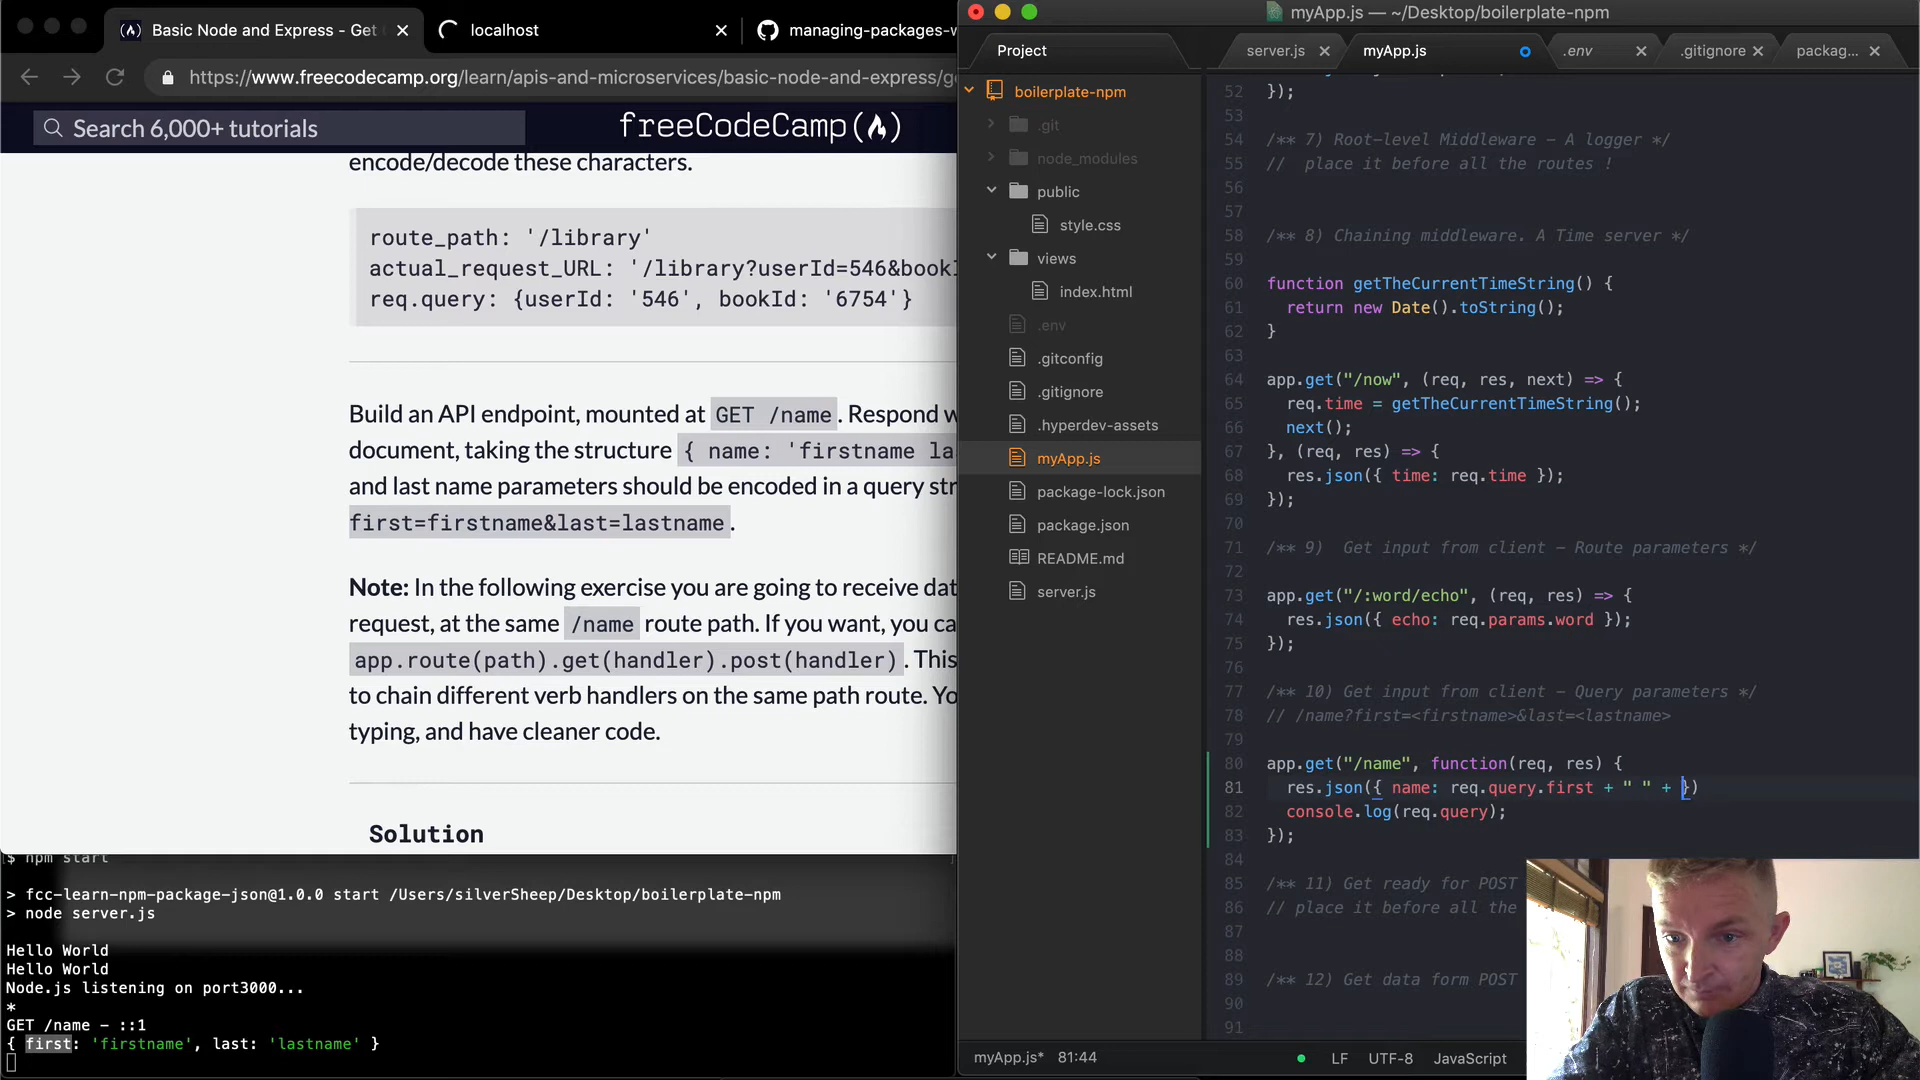 Basic Node and Express - Get
localhost
managing-packages-w
https://www.freecodecamp.org/learn/apis-and-microservices/basic-node-and-express/ge
Search 6,000+ tutorials
freeCodeCamp
encode/decode these characters.
route_path: '/library'
actual_request_URL: '/library?userId=546&bookI
req.query: {userId: '546', bookId: '6754'}
Build an API endpoint, mounted at GET /name. Respond w
document, taking the structure { name: 'firstname la
and last name parameters should be encoded in a query str
first=firstname&last=lastname.
Note: In the following exercise you are going to receive dat
request, at the same /name route path. If you want, you ca
app.route(path).get(handler).post(handler). This
to chain different verb handlers on the same path route. Yo
typing, and have cleaner code.
Solution
$ npm start
> fcc-learn-npm-package-json@1.0.0 start /Users/silverSheep/Desktop/boilerplate-npm
> node server.js
Hello World
Hello World
Node.js listening on port3000...
*
GET /name - ::1
{ first: 'firstname', last: 'lastname' }
myApp.js — ~/Desktop/boilerplate-npm
Project
server.js
myApp.js
.env
.gitignore
packag...
boilerplate-npm
.git
node_modules
public
style.css
views
index.html
.env
.gitconfig
.gitignore
.hyperdev-assets
myApp.js
package-lock.json
package.json
README.md
server.js
52 });
53
54 /** 7) Root-level Middleware - A logger */
55 //  place it before all the routes !
56
57
58 /** 8) Chaining middleware. A Time server */
59
60 function getTheCurrentTimeString() {
61   return new Date().toString();
62 }
63
64 app.get("/now", (req, res, next) => {
65   req.time = getTheCurrentTimeString();
66   next();
67 }, (req, res) => {
68   res.json({ time: req.time });
69 });
70
71 /** 9)  Get input from client - Route parameters */
72
73 app.get("/:word/echo", (req, res) => {
74   res.json({ echo: req.params.word });
75 });
76
77 /** 10) Get input from client - Query parameters */
78 // /name?first=<firstname>&last=<lastname>
79
80 app.get("/name", function(req, res) {
81   res.json({ name: req.query.first + " " + })
82   console.log(req.query);
83 });
84
85 /** 11) Get ready for POST
86 // place it before all the
87
88
89 /** 12) Get data form POST
90
91
myApp.js* 81:44
LF UTF-8 JavaScript